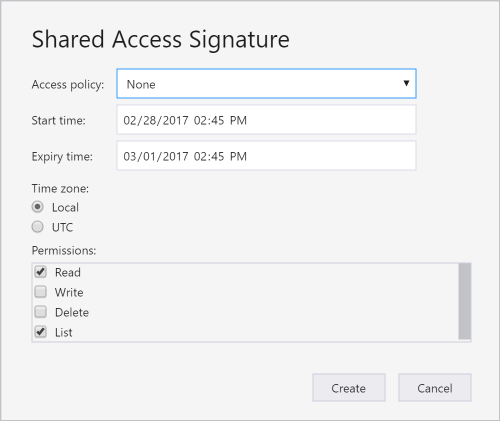 Shared Access Signature
Access policy: None
Start time: 02/28/2017 02:45 PM
Expiry time: 03/01/2017 02:45 PM
Time zone:
Local
UTC
Permissions:
Read
Write
Delete
List
Create Cancel